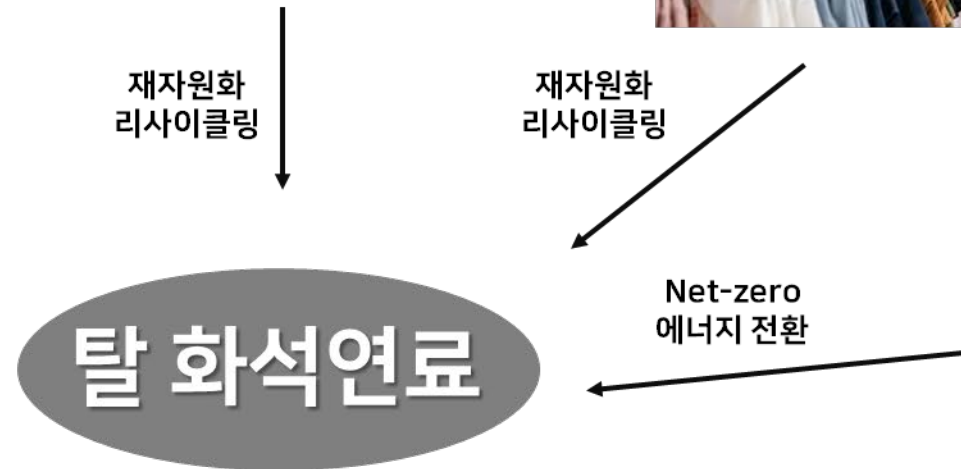 재자원화
리사이클링
재자원화
리사이클링
Net-zero
에너지 전환
탈 화석연료